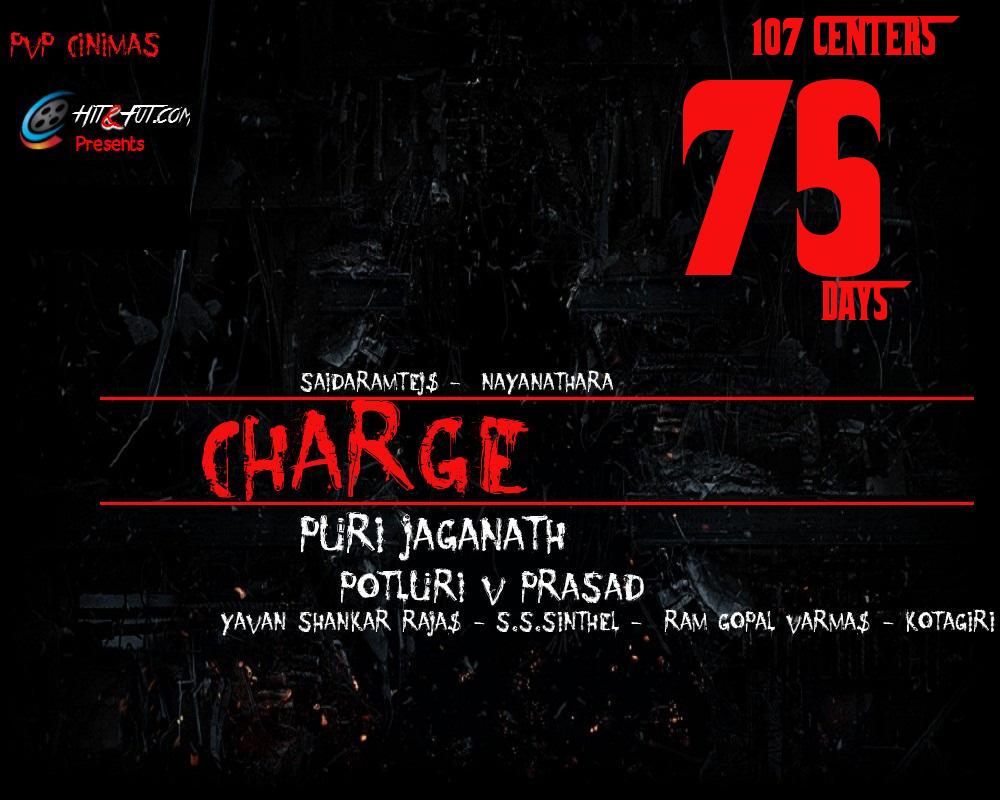 PVP CINIMAS
HIT&FUT.COM
Presents
107 CENTERS
75
DAYS
SAIDARAMTEJ$ - NAYANATHARA
CHARGE
PURI JAGANATH
POTLURI V PRASAD
YAVAN SHANKAR RAJA$ - S.S.SINTHEL - RAM GOPAL VARMA$ - KOTAGIRI